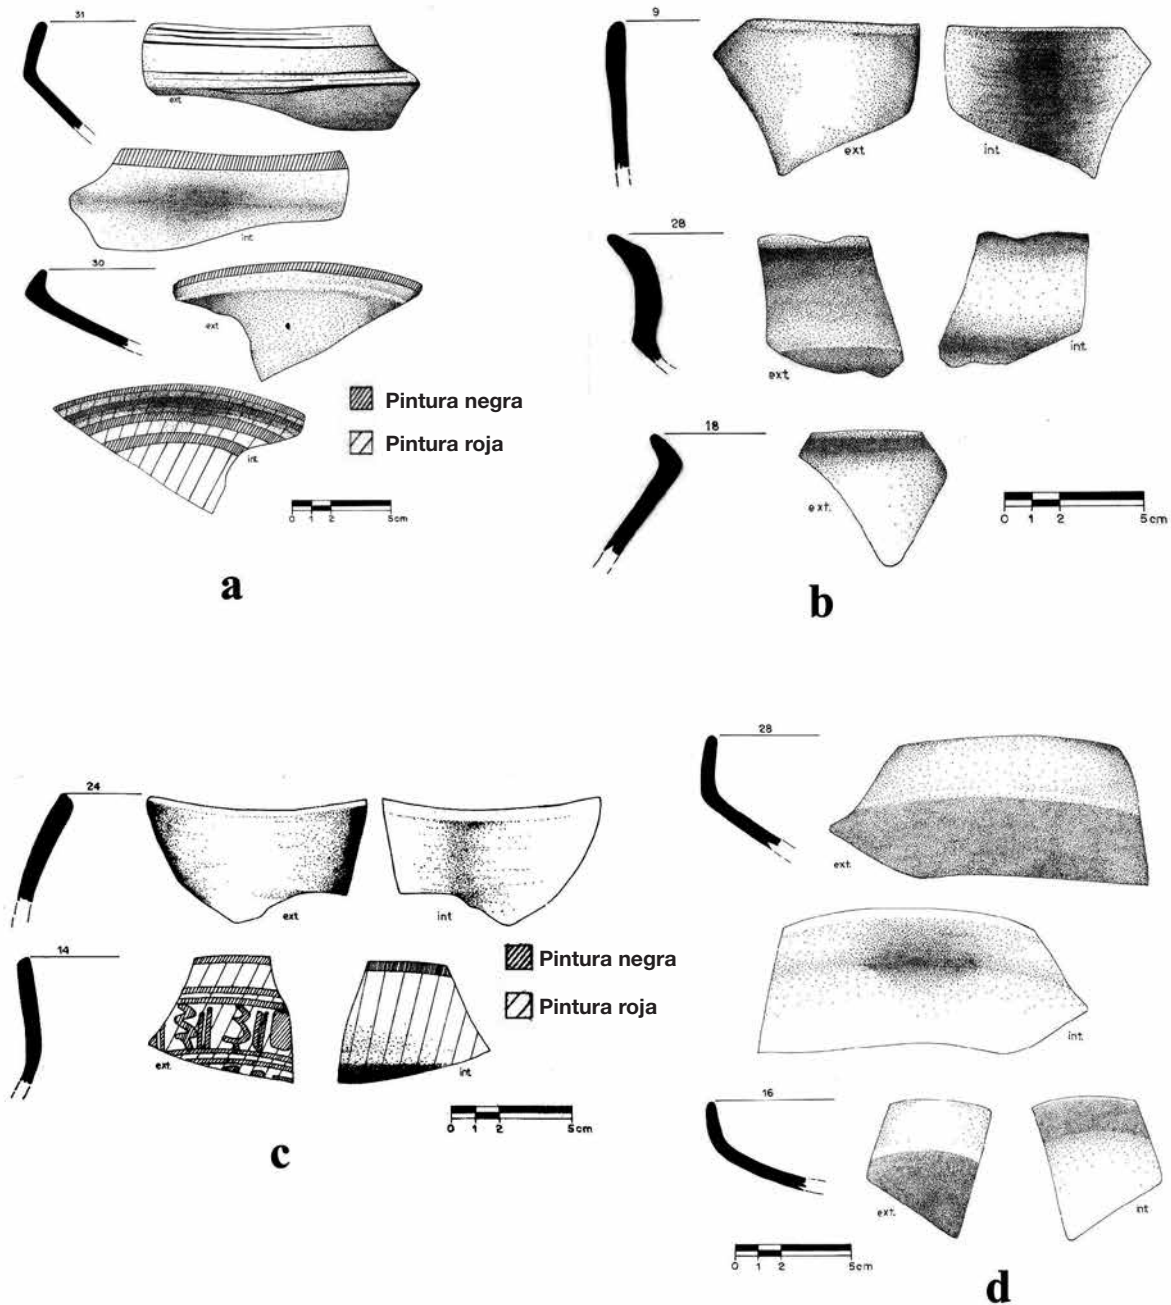 31
ext.
int.
30
ext
int.
Pintura negra
Pintura roja
0 1 2 5cm
a
9
ext
int
28
ext.
int.
18
ext.
0 1 2 5cm
b
24
ext
int
14
ext.
int.
Pintura negra
Pintura roja
0 1 2 5cm
c
28
ext.
int.
16
ext.
int
0 1 2 5cm
d